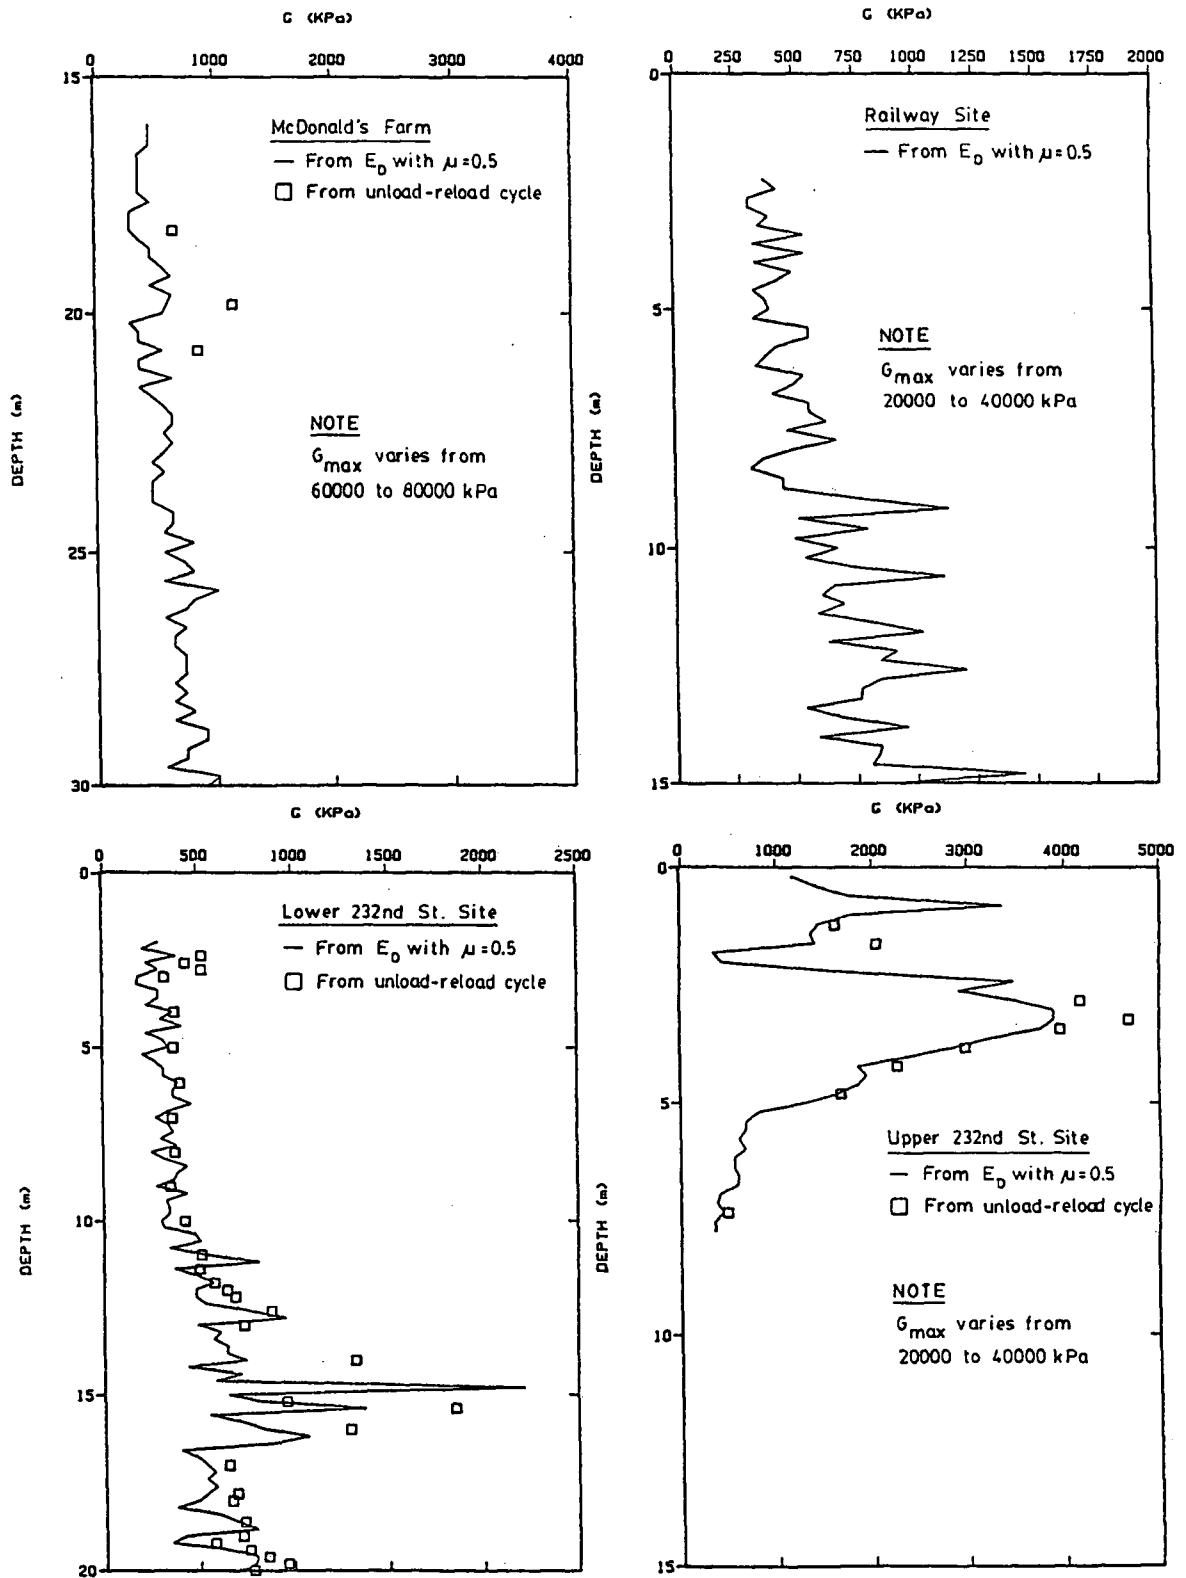 G (KPa)
0 1000 2000 3000 4000
15
20
25
30
DEPTH (m)
McDonald's Farm
— From E_D with μ=0.5
□ From unload-reload cycle
NOTE
G_max varies from
60000 to 80000 kPa
G (KPa)
0 250 500 750 1000 1250 1500 1750 2000
0
5
10
15
DEPTH (m)
Railway Site
— From E_D with μ=0.5
NOTE
G_max varies from
20000 to 40000 kPa
G (KPa)
0 500 1000 1500 2000 2500
0
5
10
15
20
DEPTH (m)
Lower 232nd St. Site
— From E_D with μ=0.5
□ From unload-reload cycle
G (KPa)
0 1000 2000 3000 4000 5000
0
5
10
15
DEPTH (m)
Upper 232nd St. Site
— From E_D with μ=0.5
□ From unload-reload cycle
NOTE
G_max varies from
20000 to 40000 kPa